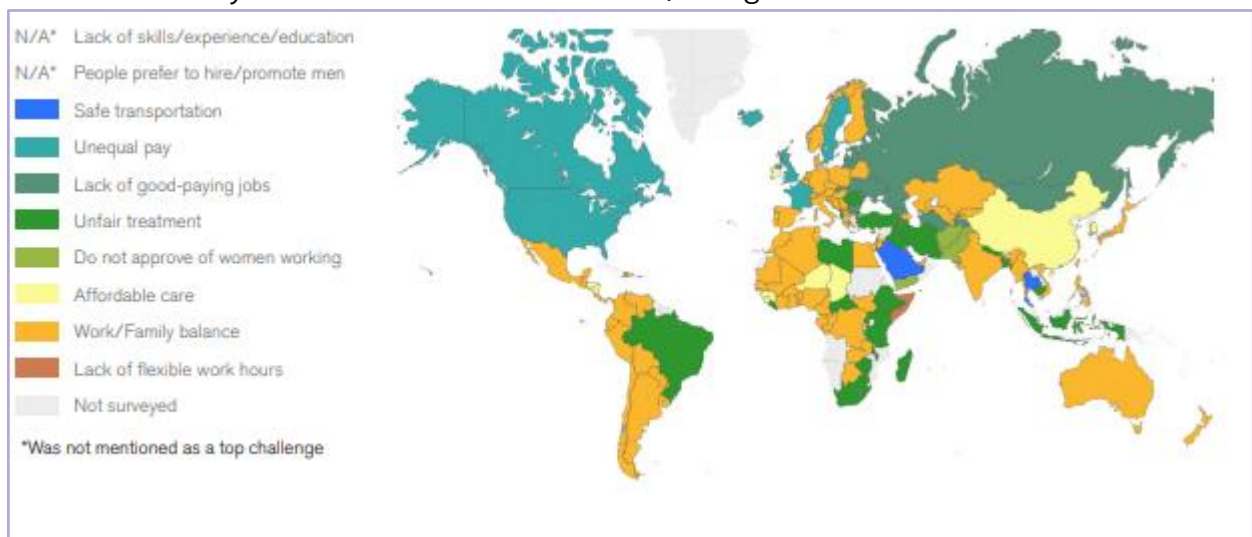 N/A* Lack of skills/experience/education
N/A* People prefer to hire/promote men
Safe transportation
Unequal pay
Lack of good-paying jobs
Unfair treatment
Do not approve of women working
Affordable care
Work/Family balance
Lack of flexible work hours
Not surveyed
*Was not mentioned as a top challenge